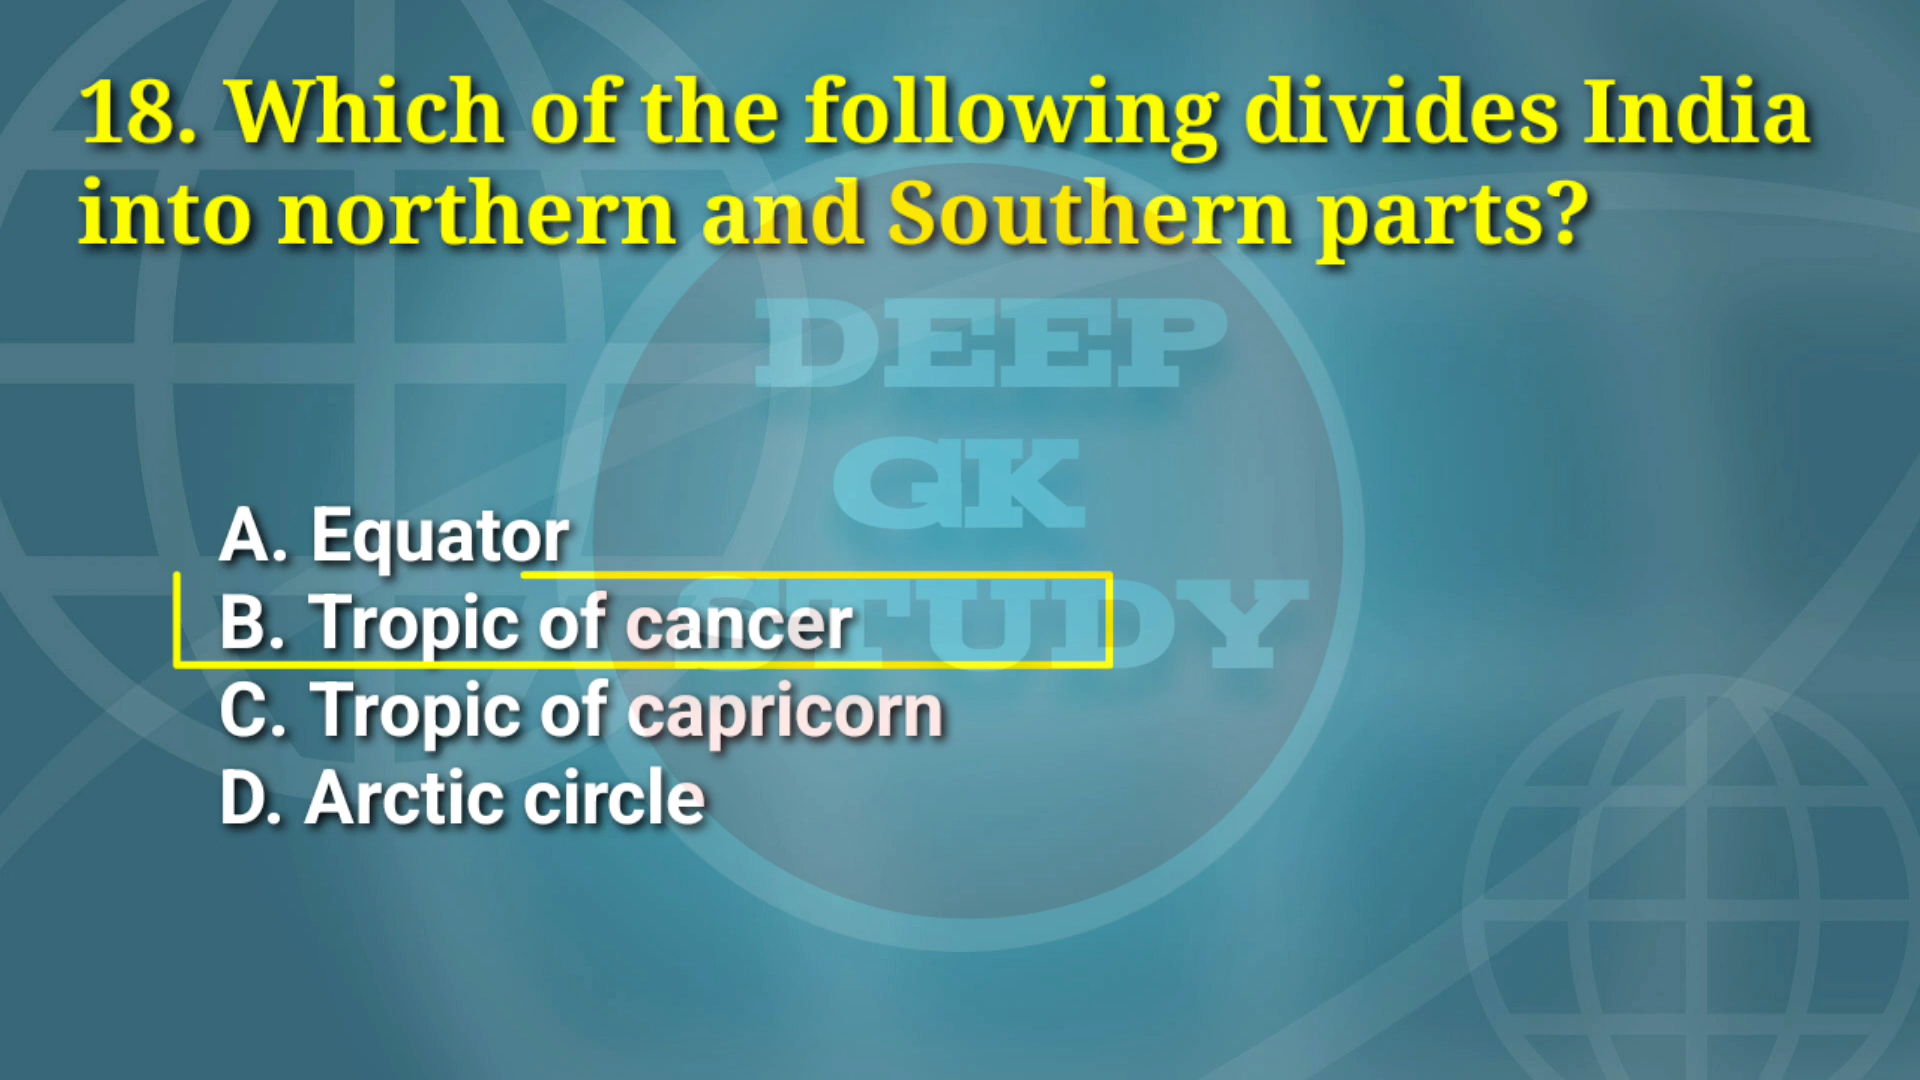 18. Which of the following divides India
into northern and Southern parts?
DEEP
GK
STUDY
A. Equator
B. Tropic of cancer
C. Tropic of capricorn
D. Arctic circle